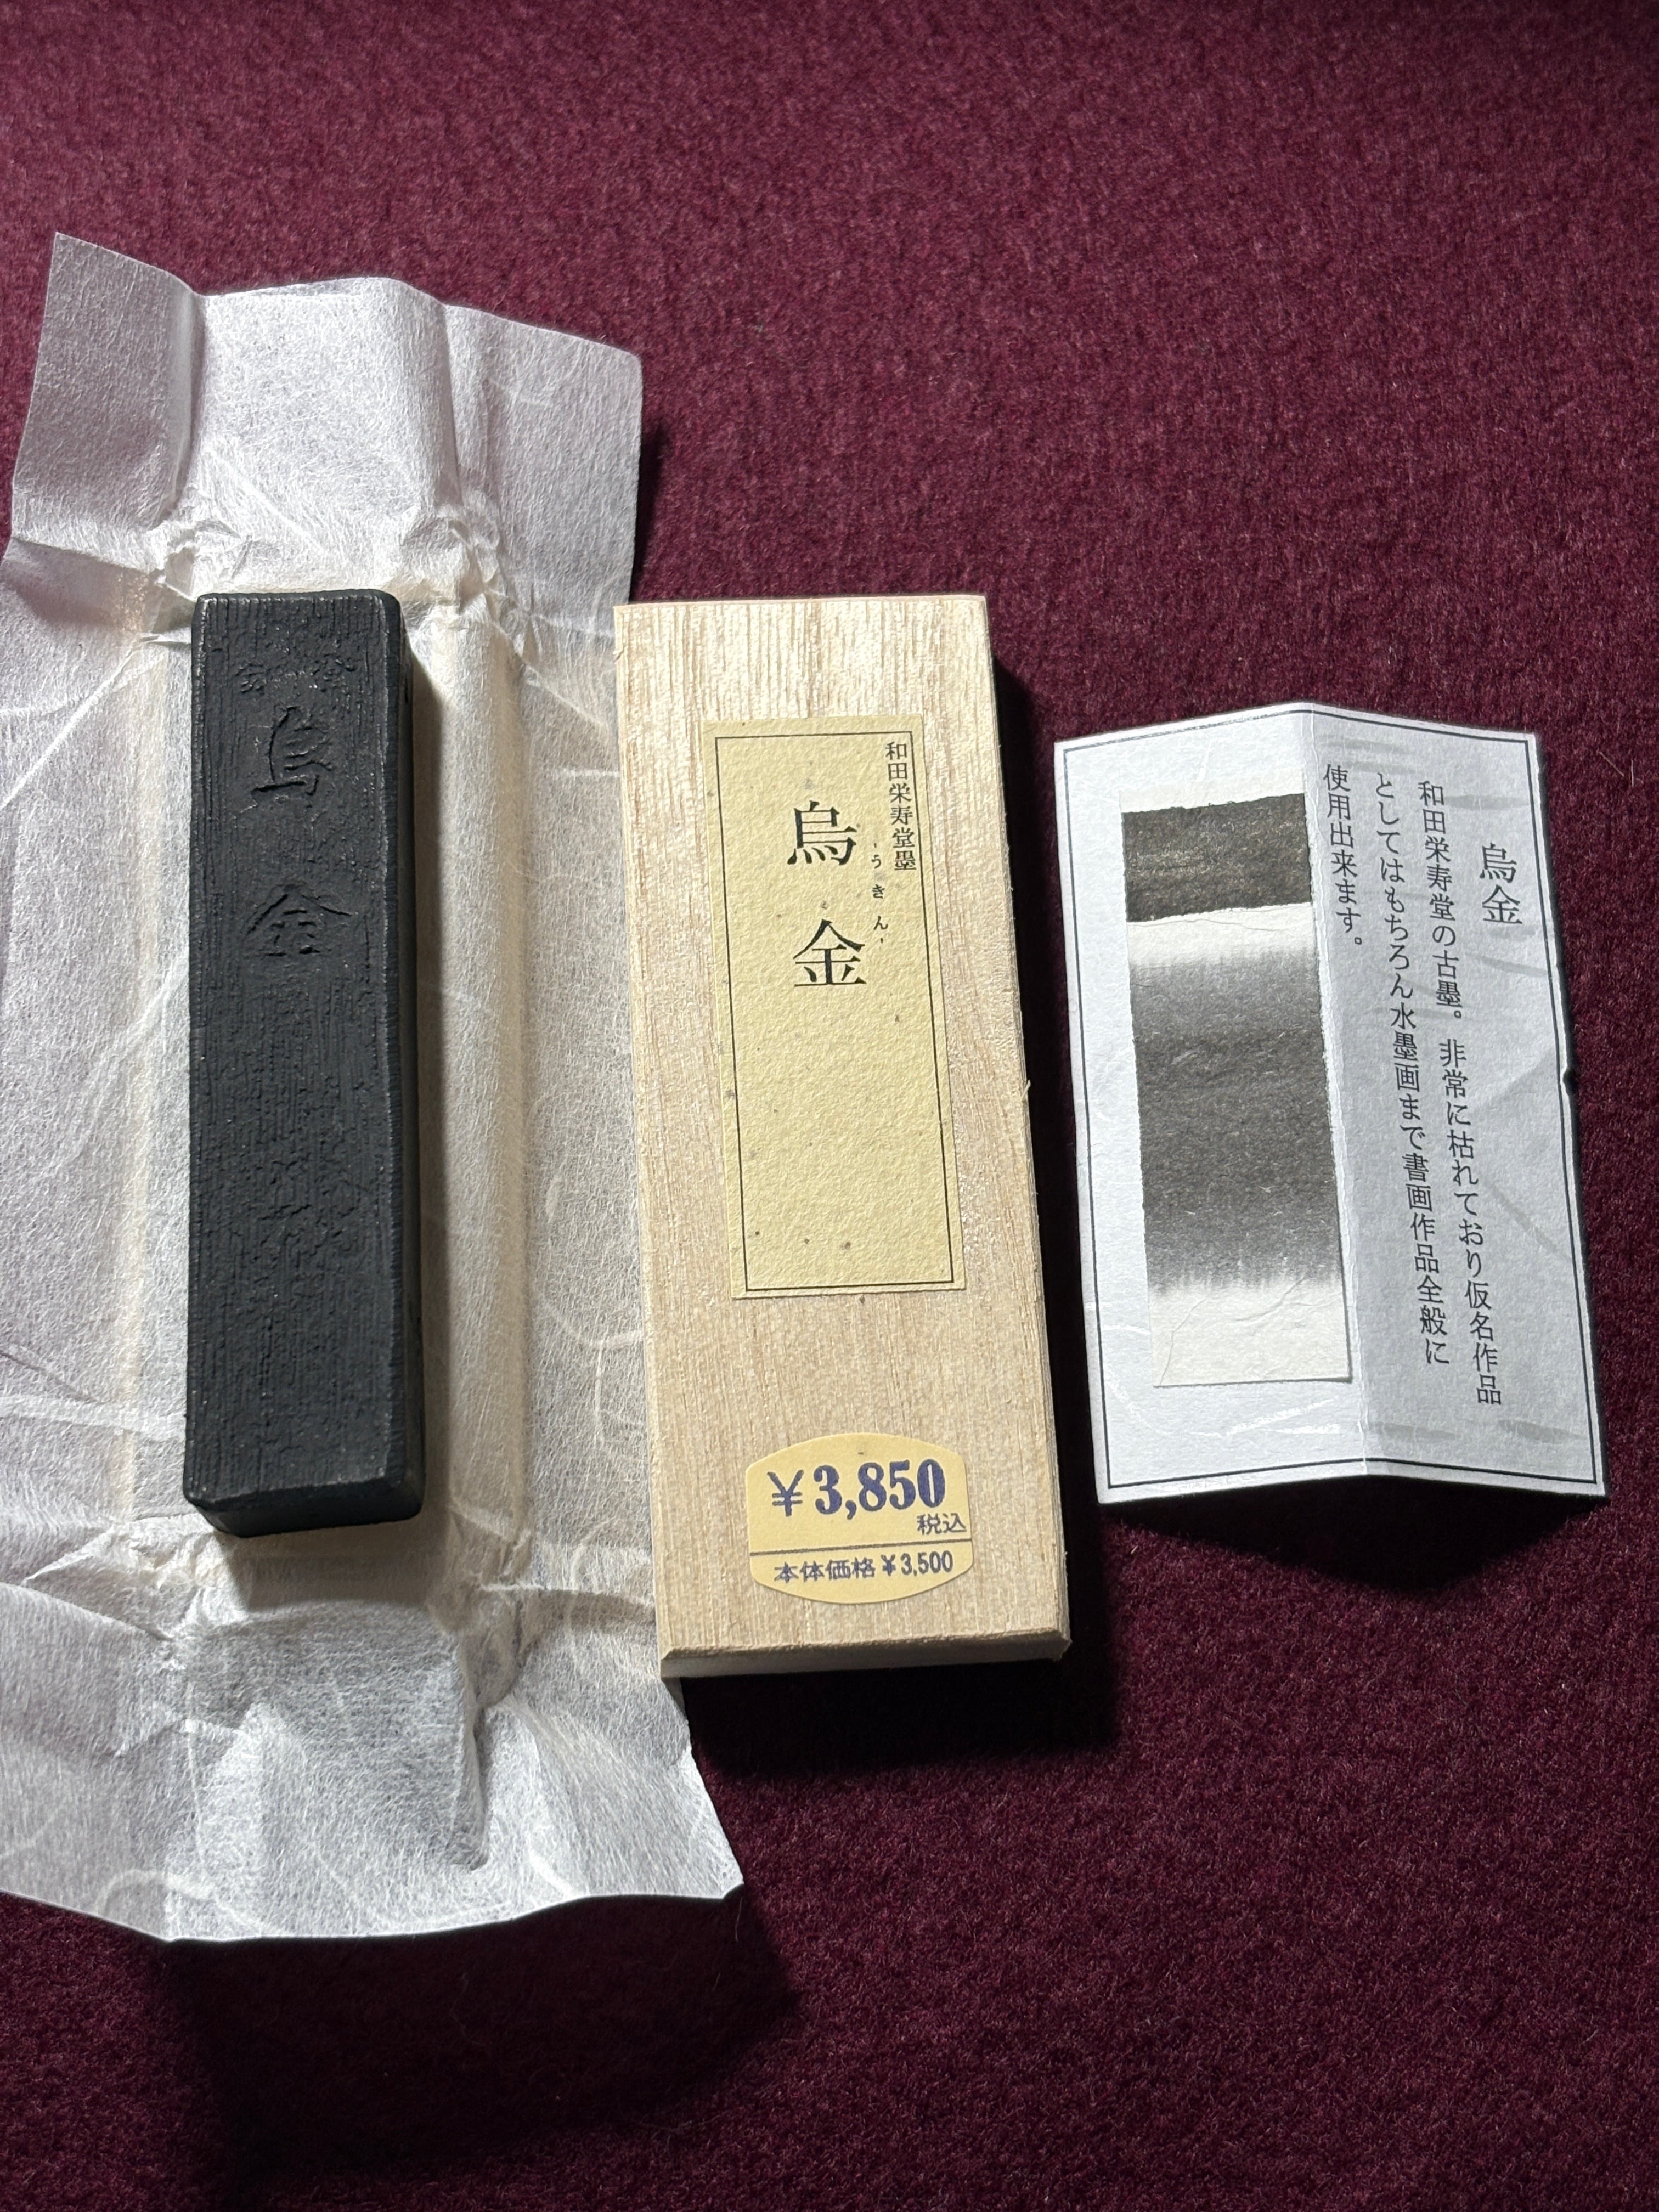 烏金
和田栄寿堂墨
烏金
-うきん-
¥3,850
税込
本体価格¥3,500
烏金
和田栄寿堂の古墨。非常に枯れており仮名作品
としてはもちろん水墨画まで書画作品全般に
使用出来ます。